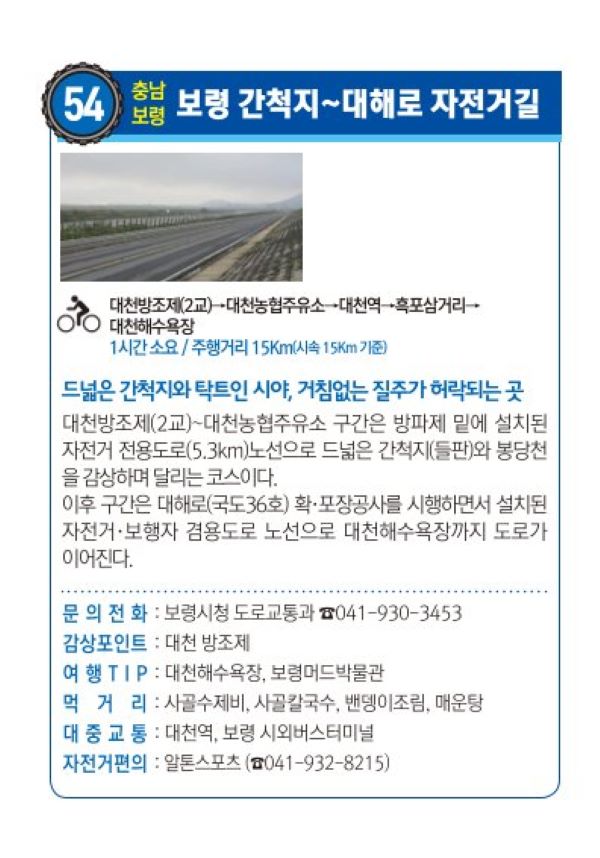 54 충남 보령 보령 간척지~대해로 자전거길
대천방조제(2교)→대천농협주유소→대천역→흑포삼거리→
대천해수욕장
1시간 소요 / 주행거리 15Km(시속 15Km 기준)
드넓은 간척지와 탁트인 시야, 거침없는 질주가 허락되는 곳
대천방조제(2교)~대천농협주유소 구간은 방파제 밑에 설치된
자전거 전용도로(5.3km)노선으로 드넓은 간척지(들판)와 봉당천
을 감상하며 달리는 코스이다.
이후 구간은 대해로(국도36호) 확·포장공사를 시행하면서 설치된
자전거·보행자 겸용도로 노선으로 대천해수욕장까지 도로가
이어진다.
문의전화 : 보령시청 도로교통과 ☎041-930-3453
감상포인트 : 대천 방조제
여행TIP : 대천해수욕장, 보령머드박물관
먹거리 : 사골수제비, 사골칼국수, 밴댕이조림, 매운탕
대중교통 : 대천역, 보령 시외버스터미널
자전거편의 : 알톤스포츠 (☎041-932-8215)